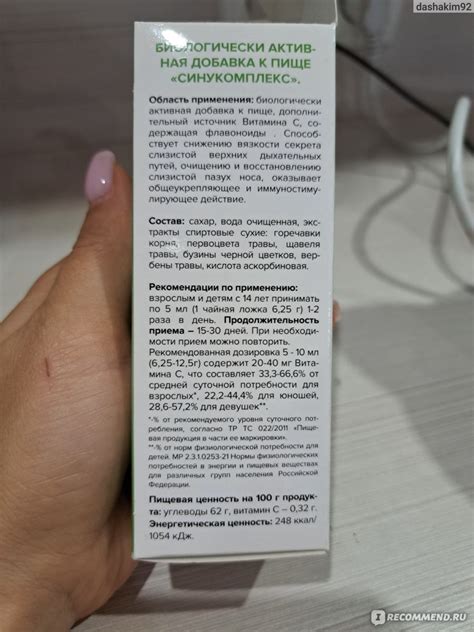 dashakim92
БИОЛОГИЧЕСКИ АКТИВ-
НАЯ ДОБАВКА К ПИЩЕ
«СИНУКОМПЛЕКС».
Область применения: биологически
активная добавка к пище, дополни-
тельный источник Витамина С, со-
держащая флавоноиды . Способс-
твует снижению вязкости секрета
слизистой верхних дыхательных
путей, очищению и восстановлению
слизистой пазух носа, оказывает
общеукрепляющее и иммуностиму-
лирующее действие.
Состав: сахар, вода очищенная, экс-
тракты спиртовые сухие: горечавки
корня, первоцвета травы, щавеля
травы, бузины черной цветков, вер-
бены травы, кислота аскорбиновая.
Рекомендации по применению:
взрослым и детям с 14 лет принимать
по 5 мл (1 чайная ложка 6,25 г) 1-2
раза в день. Продолжительность
приема – 15-30 дней. При необходи-
мости прием можно повторить.
Рекомендованная дозировка 5 - 10 мл
(6,25-12,5г) содержит 20-40 мг Вита-
мина С, что составляет 33,3-66,6% от
средней суточной потребности для
взрослых*, 22,2-44,4% для юношей,
28,6-57,2% для девушек**.
*-% от рекомендуемого уровня суточного пот-
ребления, согласно ТР ТС 022/2011 «Пище-
вая продукция в части ее маркировки».
**-% от норм физиологической потребности для
детей. МР 2.3.1.0253-21 Нормы физиологических
потребностей в энергии и пищевых веществах
для различных групп населения Российской
Федерации.
Пищевая ценность на 100 г продук-
та: углеводы 62 г, витамин С – 0,32 г.
Энергетическая ценность: 248 ккал/
1054 кДж.
IRECOMMEND.RU